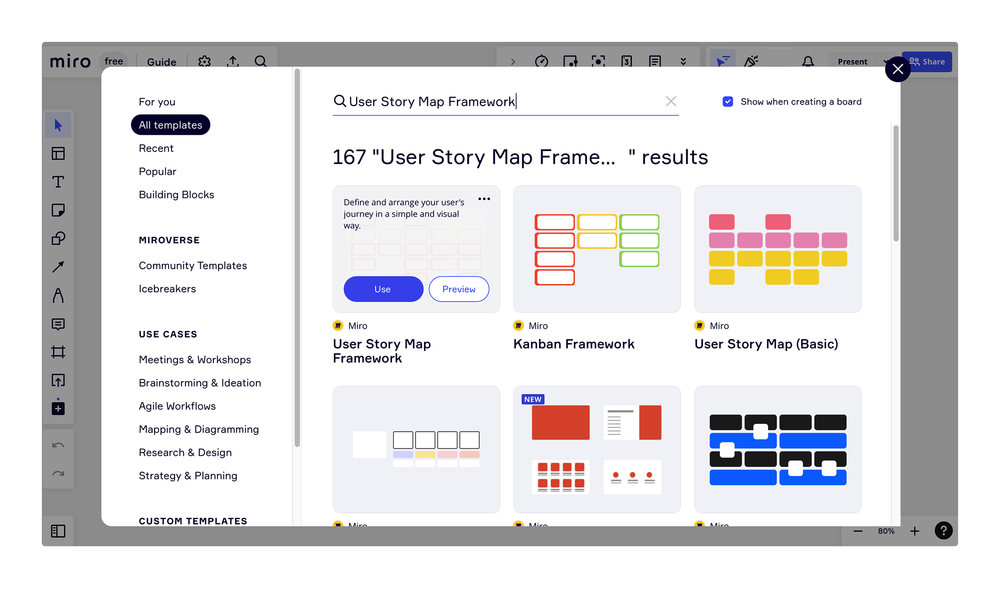 miro free Guide
Present Share
For you
All templates
Recent
Popular
Building Blocks
MIROVERSE
Community Templates
Icebreakers
USE CASES
Meetings & Workshops
Brainstorming & Ideation
Agile Workflows
Mapping & Diagramming
Research & Design
Strategy & Planning
CUSTOM TEMPLATES
User Story Map Framework
Show when creating a board
167 "User Story Map Frame... " results
Define and arrange your user's
journey in a simple and visual
way.
Use Preview
Miro
User Story Map
Framework
Miro
Kanban Framework
Miro
User Story Map (Basic)
NEW
Miro
Miro
Miro
80%